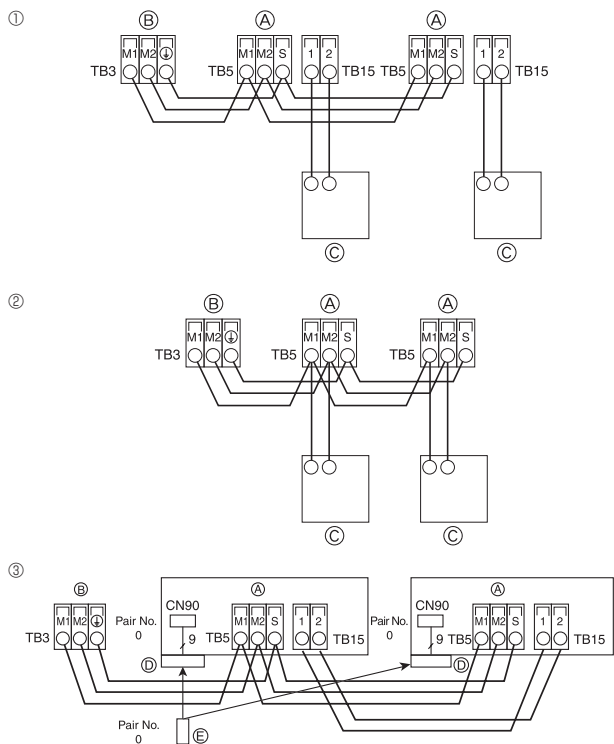 ①
Ⓑ Ⓐ Ⓐ
M1 M2 ⏚ M1 M2 S 1 2 M1 M2 S 1 2
TB3 TB5 TB15 TB5 TB15
Ⓒ Ⓒ
②
Ⓑ Ⓐ Ⓐ
M1 M2 ⏚ M1 M2 S M1 M2 S
TB3 TB5 TB5
Ⓒ Ⓒ
③
Ⓑ Ⓐ Ⓐ
CN90 CN90
M1 M2 ⏚ M1 M2 S 1 2 M1 M2 S 1 2
Pair No. Pair No.
0 0
TB3 9 TB5 TB15 9 TB5 TB15
Ⓓ Ⓓ
Pair No.
0
Ⓔ